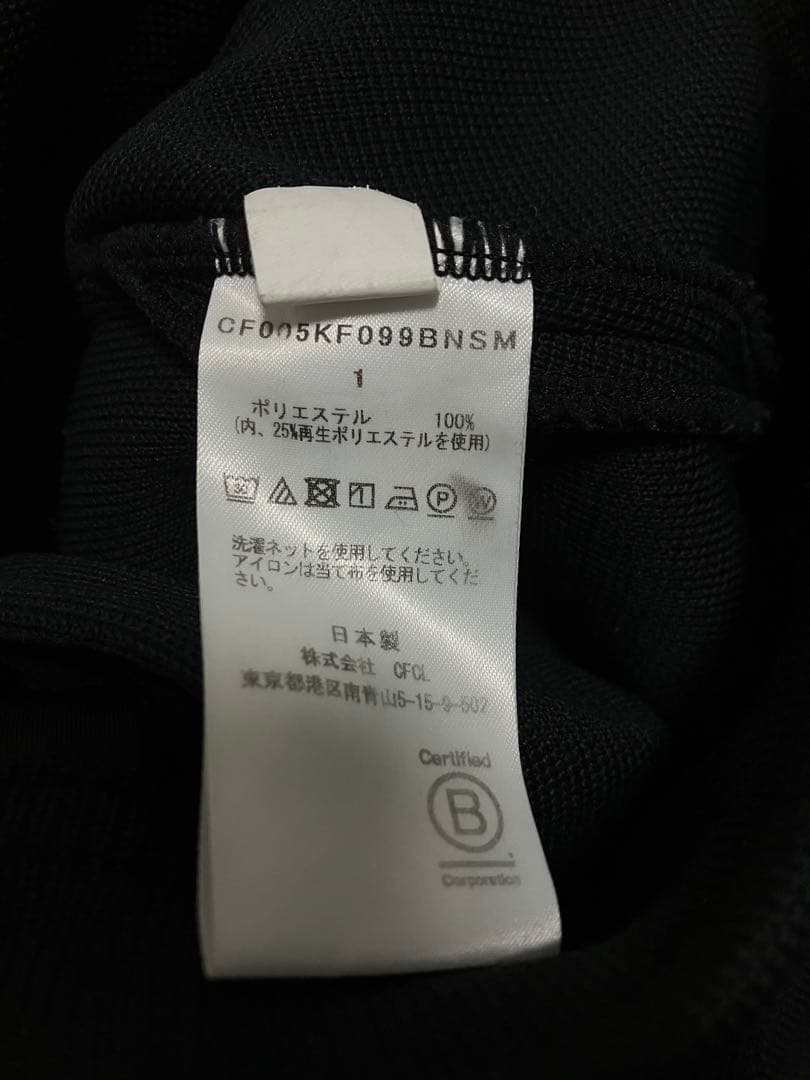 CF005KF099BNSM
1
ポリエステル 100%
(内、25%再生ポリエステルを使用)
30 P W
洗濯ネットを使用してください。
アイロンは当て布を使用してくだ
さい。
日本製
株式会社 CFCL
東京都港区南青山5-15-9-602
Certified
B
Corporation